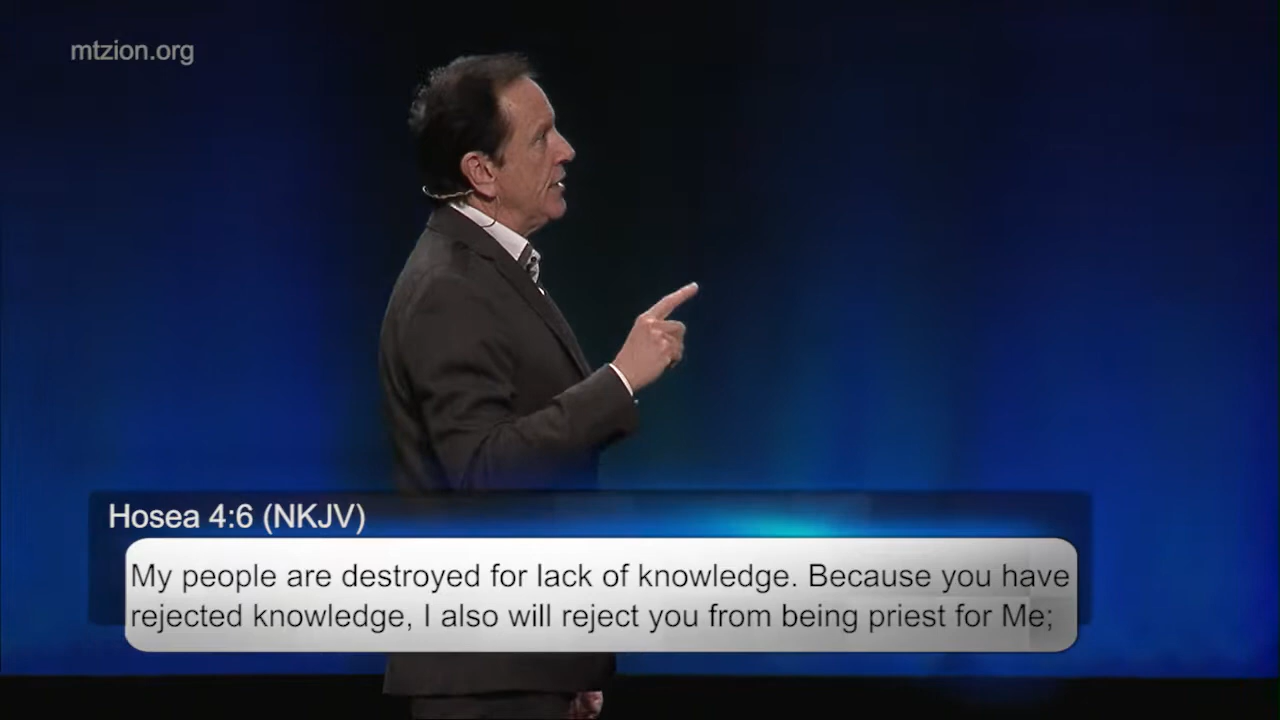 mtzion.org
Hosea 4:6 (NKJV)
My people are destroyed for lack of knowledge. Because you have
rejected knowledge, I also will reject you from being priest for Me;